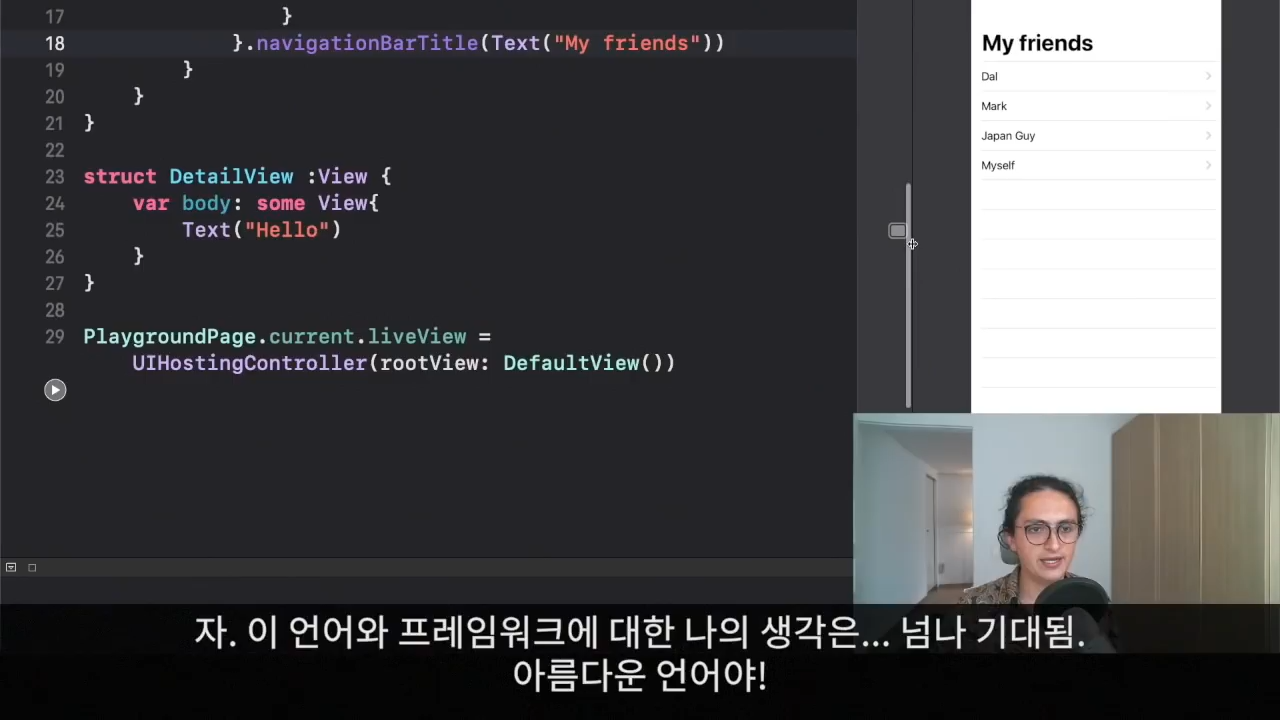 17                 }
18             }.navigationBarTitle(Text("My friends"))
19         }
20     }
21 }
22
23 struct DetailView :View {
24     var body: some View{
25         Text("Hello")
26     }
27 }
28
29 PlaygroundPage.current.liveView =
    UIHostingController(rootView: DefaultView())
My friends
Dal
Mark
Japan Guy
Myself
자. 이 언어와 프레임워크에 대한 나의 생각은... 넘나 기대됨.
아름다운 언어야!